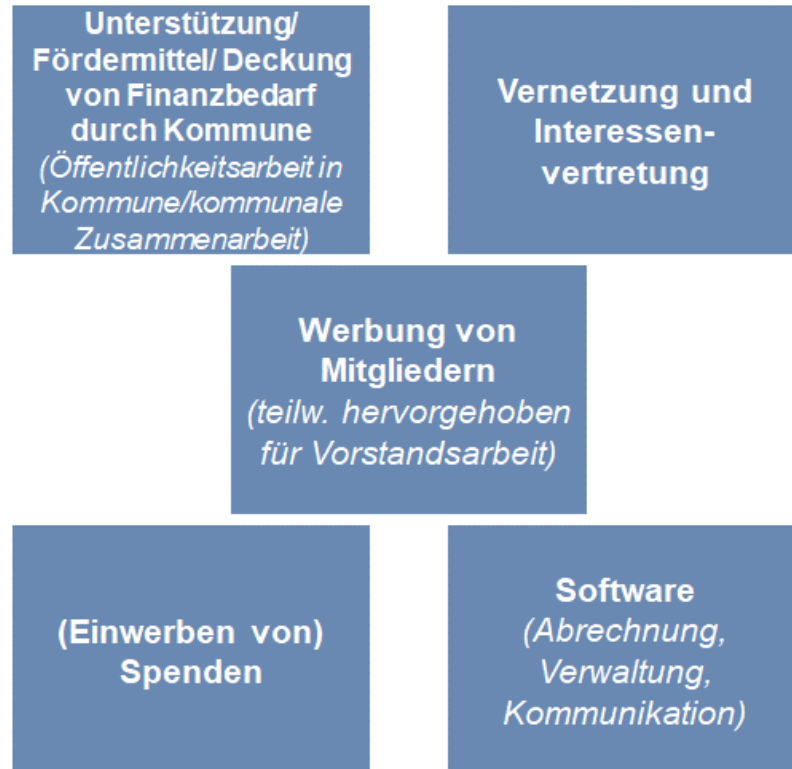 Unterstützung/
Fördermittel/ Deckung
von Finanzbedarf
durch Kommune
(Öffentlichkeitsarbeit in
Kommune/kommunale
Zusammenarbeit)
Vernetzung und
Interessen-
vertretung
Werbung von
Mitgliedern
(teilw. hervorgehoben
für Vorstandsarbeit)
(Einwerben von)
Spenden
Software
(Abrechnung,
Verwaltung,
Kommunikation)